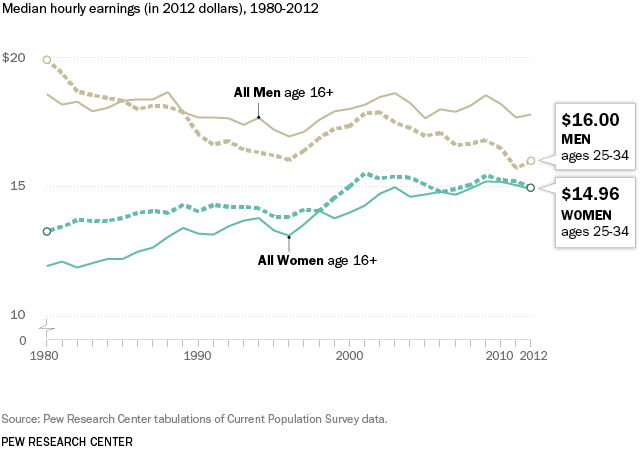 Median hourly earnings (in 2012 dollars), 1980-2012
$20
All Men age 16+
$16.00
MEN
ages 25-34
15
$14.96
WOMEN
ages 25-34
All Women age 16+
10
0
1980 1990 2000 2010 2012
Source: Pew Research Center tabulations of Current Population Survey data.
PEW RESEARCH CENTER